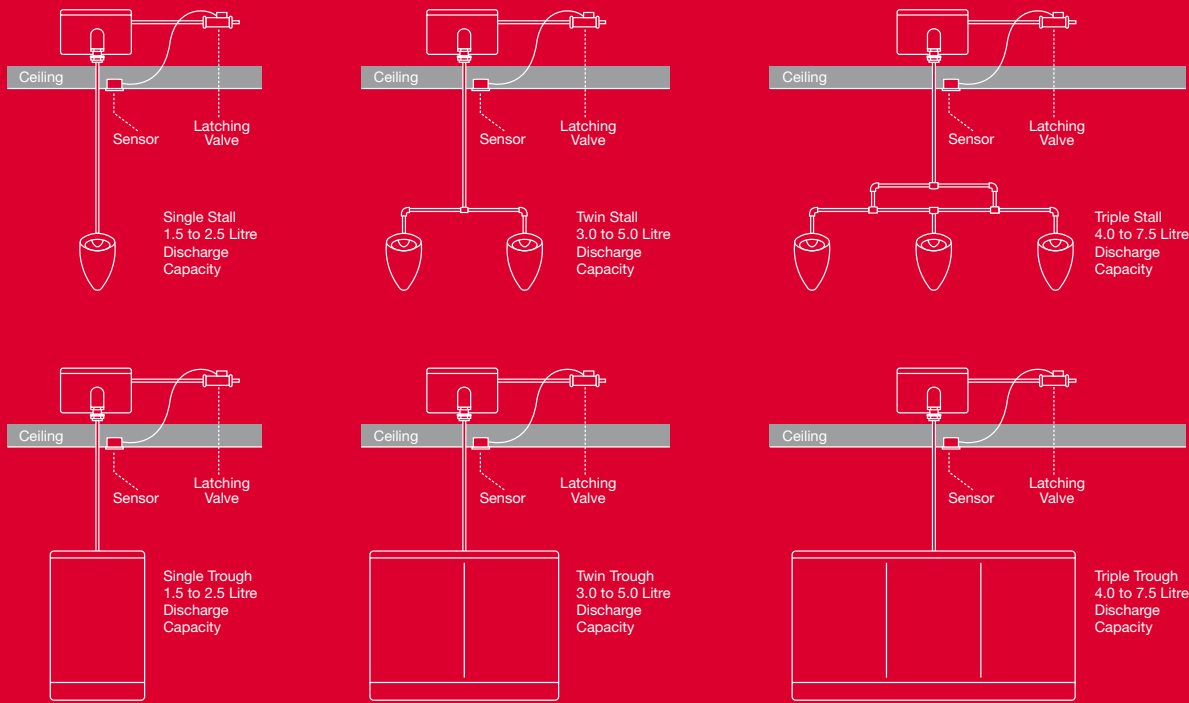 Ceiling
Sensor
Latching
Valve
Single Stall
1.5 to 2.5 Litre
Discharge
Capacity
Ceiling
Sensor
Latching
Valve
Twin Stall
3.0 to 5.0 Litre
Discharge
Capacity
Ceiling
Sensor
Latching
Valve
Triple Stall
4.0 to 7.5 Litre
Discharge
Capacity
Ceiling
Sensor
Latching
Valve
Single Trough
1.5 to 2.5 Litre
Discharge
Capacity
Ceiling
Sensor
Latching
Valve
Twin Trough
3.0 to 5.0 Litre
Discharge
Capacity
Ceiling
Sensor
Latching
Valve
Triple Trough
4.0 to 7.5 Litre
Discharge
Capacity